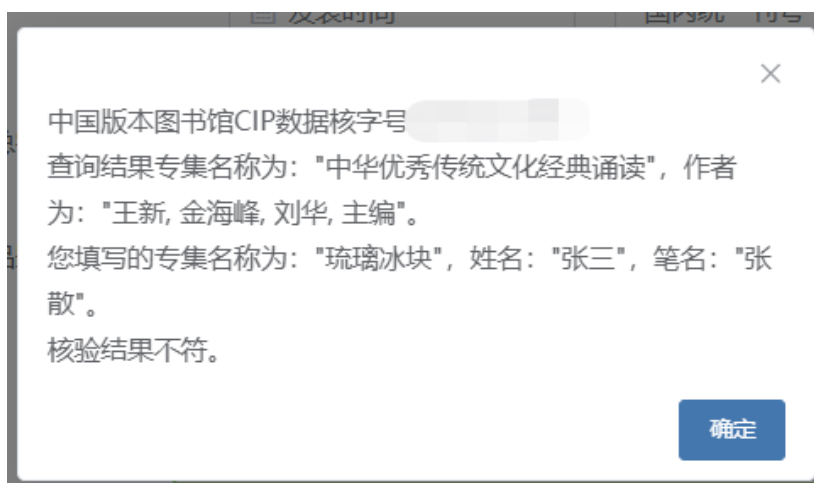 发表时间
中国版本图书馆CIP数据核字号
查询结果专集名称为："中华优秀传统文化经典诵读"，作者
为："王新, 金海峰, 刘华, 主编"。
您填写的专集名称为："琉璃冰块"，姓名："张三"，笔名："张
散"。
核验结果不符。
确定